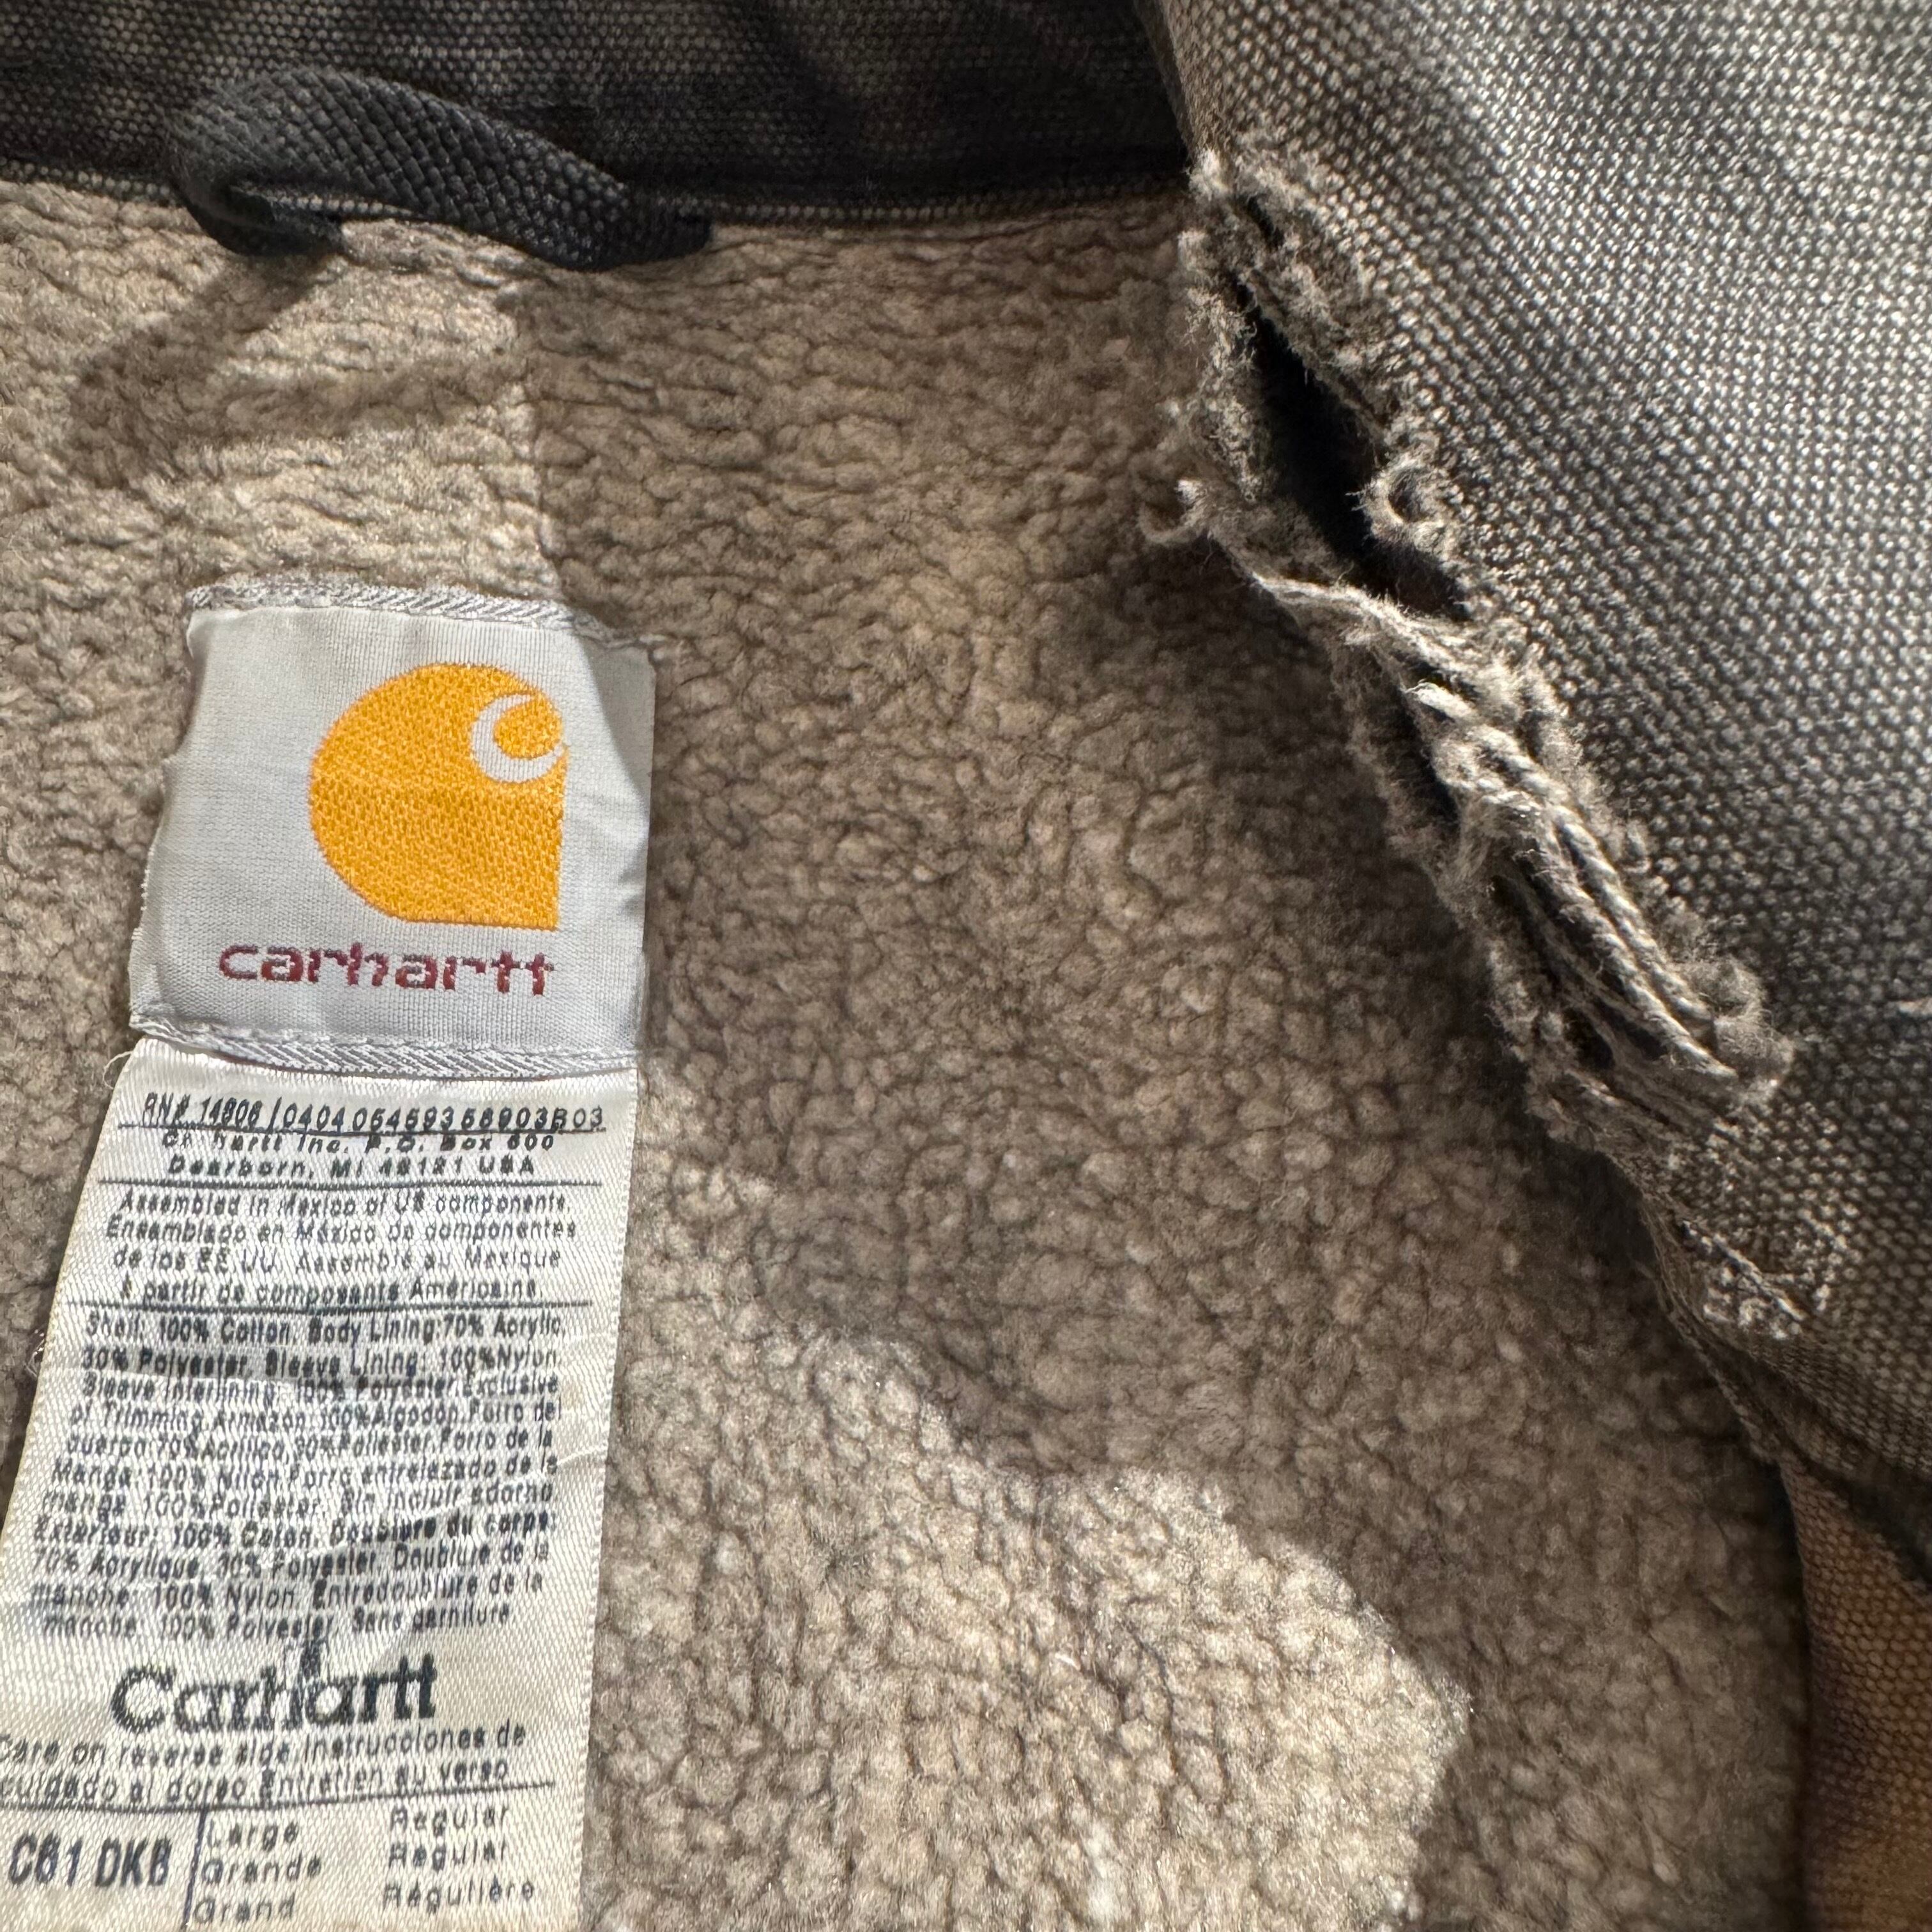 carhartt
RN# 14806/0404054593568903B03
Carhartt Inc. P.O. Box 600
Dearborn, MI 48121 USA
Assembled in Mexico of US components
Ensamblado en México de componentes
de los EE.UU. Assemblé au Mexique
à partir de composants Américains
Shell: 100% Cotton. Body Lining:70% Acrylic,
30% Polyester. Sleeve Lining: 100%Nylon.
Sleeve Interlining: 100% Polyester.Exclusive
of Trimming.Armazon:100%Algodon.Forro del
cuerpo:70%Acrilico,30%Poliester.Forro de la
Manga:100% Nilon.Forro entrelazado de la
manga: 100% Poliester. Sin incluir adorno
Exterieur: 100% Coton. Doublure du corps:
70% Acrylique, 30% Polyester. Doublure de la
manche: 100% Nylon. Entredoublure de la
manche: 100% Polyester. Sans garniture
Carhartt
Care on reverse side Instrucciones de
cuidado al dorso Entretien au verso
C61 DKB Large Regular
Grande Regular
Grand Régulière